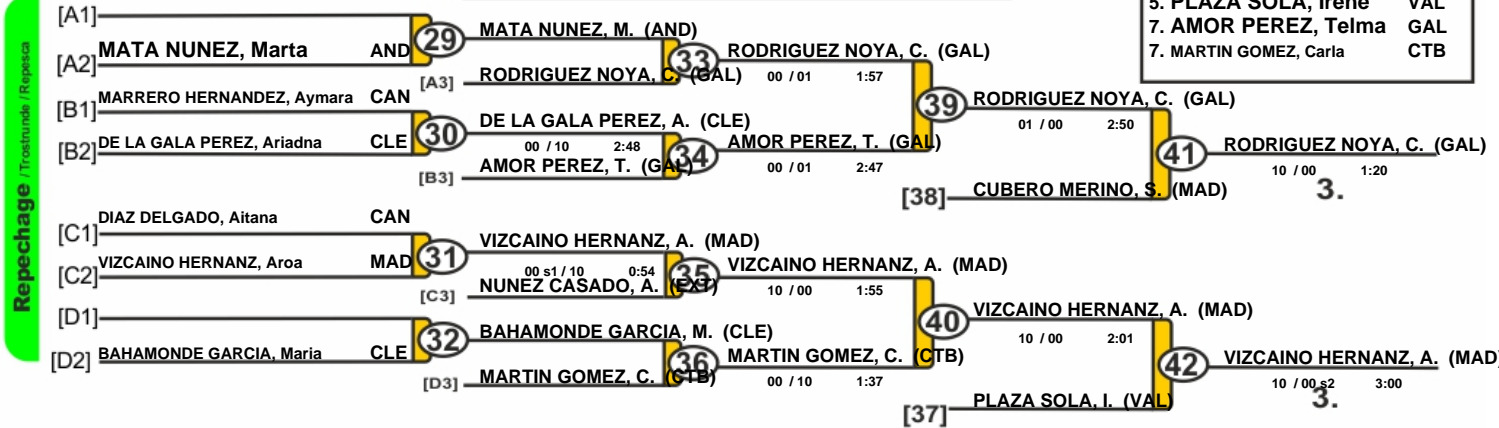 Repechage / Trostrunde / Repesca
5. PLAZA SOLA, Irene VAL
7. AMOR PEREZ, Telma GAL
7. MARTIN GOMEZ, Carla CTB
[A1]
[A2] MATA NUNEZ, Marta AND
29
MATA NUNEZ, M. (AND)
[A3] RODRIGUEZ NOYA, C. (GAL)
33
RODRIGUEZ NOYA, C. (GAL)
00 / 01 1:57
[B1] MARRERO HERNANDEZ, Aymara CAN
[B2] DE LA GALA PEREZ, Ariadna CLE
30
DE LA GALA PEREZ, A. (CLE)
00 / 10 2:48
[B3] AMOR PEREZ, T. (GAL)
34
AMOR PEREZ, T. (GAL)
00 / 01 2:47
39
RODRIGUEZ NOYA, C. (GAL)
01 / 00 2:50
[38] CUBERO MERINO, S. (MAD)
41
RODRIGUEZ NOYA, C. (GAL)
10 / 00 1:20
3.
[C1] DIAZ DELGADO, Aitana CAN
[C2] VIZCAINO HERNANZ, Aroa MAD
31
VIZCAINO HERNANZ, A. (MAD)
00 s1 / 10 0:54
[C3] NUNEZ CASADO, A. (EXT)
35
VIZCAINO HERNANZ, A. (MAD)
10 / 00 1:55
[D1]
[D2] BAHAMONDE GARCIA, Maria CLE
32
BAHAMONDE GARCIA, M. (CLE)
[D3] MARTIN GOMEZ, C. (CTB)
36
MARTIN GOMEZ, C. (CTB)
00 / 10 1:37
40
VIZCAINO HERNANZ, A. (MAD)
10 / 00 2:01
[37] PLAZA SOLA, I. (VAL)
42
VIZCAINO HERNANZ, A. (MAD)
10 / 00 s2 3:00
3.